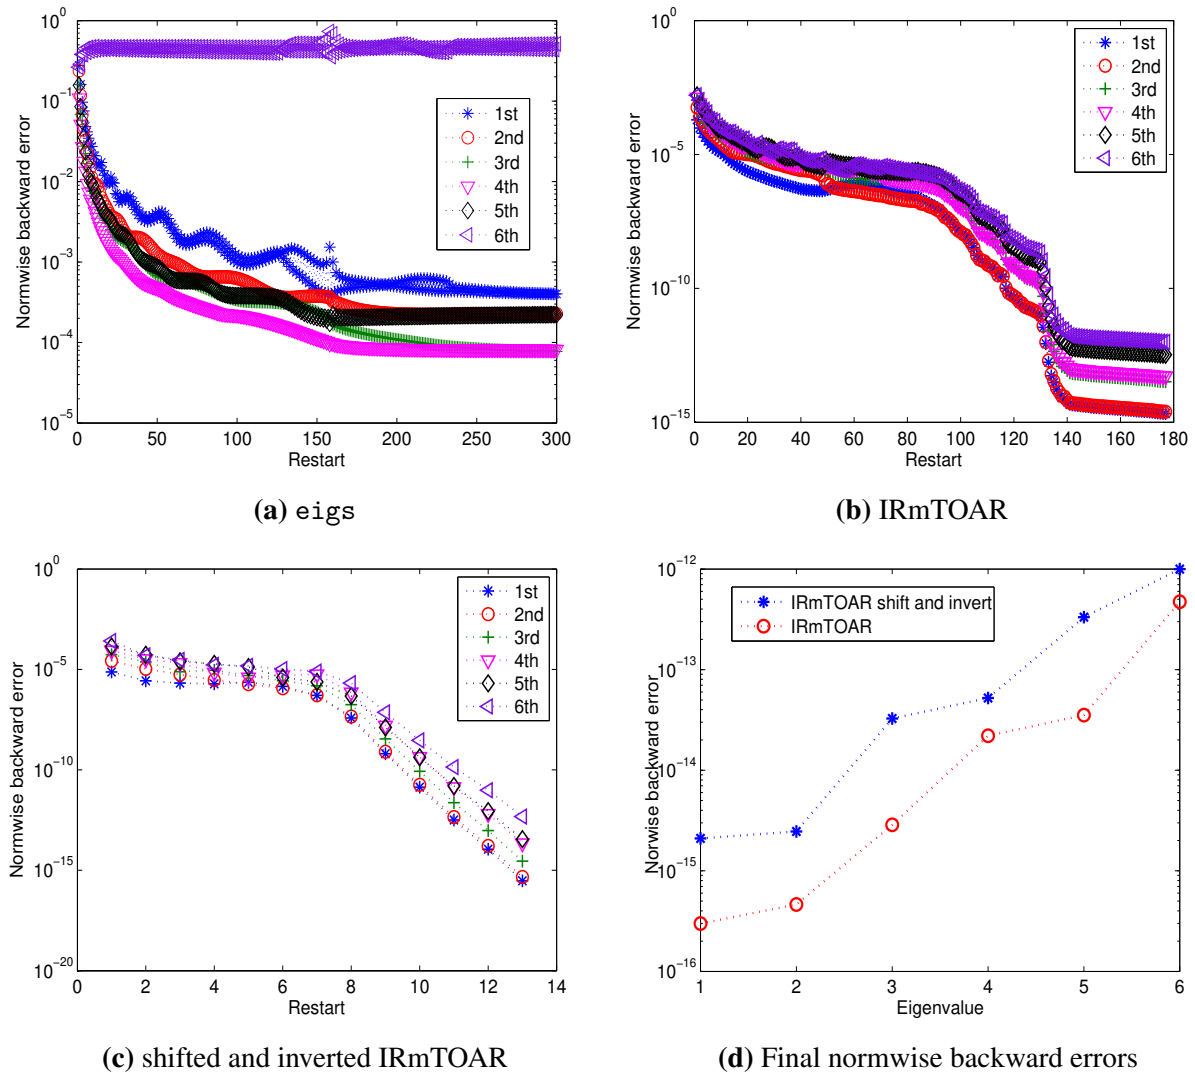 10^0
10^-1
10^-2
10^-3
10^-4
10^-5
Normwise backward error
1st
2nd
3rd
4th
5th
6th
0 50 100 150 200 250 300
Restart
(a) eigs
10^0
10^-5
10^-10
10^-15
Normwise backward error
1st
2nd
3rd
4th
5th
6th
0 20 40 60 80 100 120 140 160 180
Restart
(b) IRmTOAR
10^0
10^-5
10^-10
10^-15
10^-20
Normwise backward error
1st
2nd
3rd
4th
5th
6th
0 2 4 6 8 10 12 14
Restart
(c) shifted and inverted IRmTOAR
10^-12
10^-13
10^-14
10^-15
10^-16
Norwise backward error
IRmTOAR shift and invert
IRmTOAR
1 2 3 4 5 6
Eigenvalue
(d) Final normwise backward errors